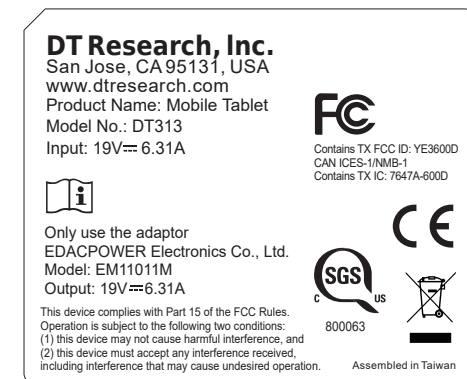 DT Research, Inc.
San Jose, CA 95131, USA
www.dtresearch.com
Product Name: Mobile Tablet
Model No.: DT313
Input: 19V⎓6.31A
FC
Contains TX FCC ID: YE3600D
CAN ICES-1/NMB-1
Contains TX IC: 7647A-600D
i
Only use the adaptor
EDACPOWER Electronics Co., Ltd.
Model: EM11011M
Output: 19V⎓6.31A
This device complies with Part 15 of the FCC Rules.
Operation is subject to the following two conditions:
(1) this device may not cause harmful interference, and
(2) this device must accept any interference received,
including interference that may cause undesired operation.
CE
SGS
C US
800063
Assembled in Taiwan